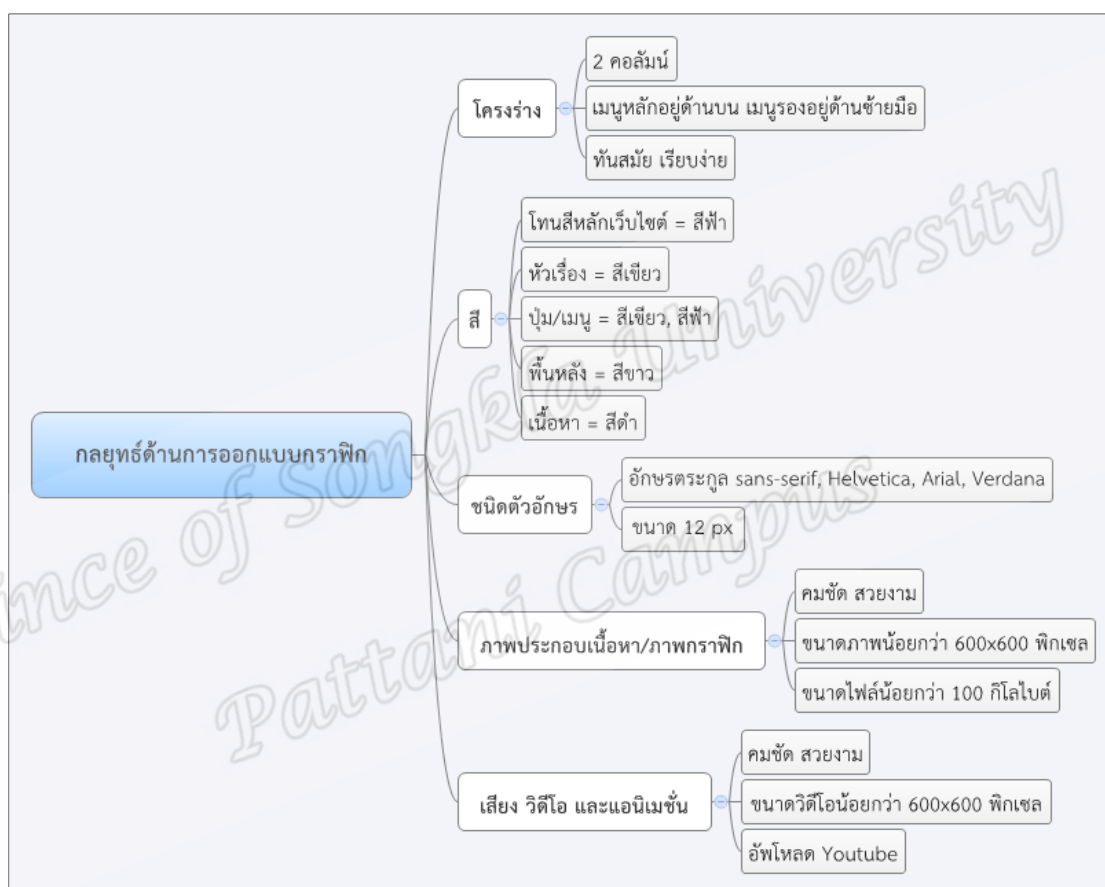 2 คอลัมน์
โครงร่าง
เมนูหลักอยู่ด้านบน เมนูรองอยู่ด้านซ้ายมือ
ทันสมัย เรียบง่าย
โทนสีหลักเว็บไซต์ = สีฟ้า
หัวเรื่อง = สีเขียว
สี
ปุ่ม/เมนู = สีเขียว, สีฟ้า
พื้นหลัง = สีขาว
เนื้อหา = สีดำ
กลยุทธ์ด้านการออกแบบกราฟิก
อักษรตระกูล sans-serif, Helvetica, Arial, Verdana
ชนิดตัวอักษร
ขนาด 12 px
คมชัด สวยงาม
ภาพประกอบเนื้อหา/ภาพกราฟิก
ขนาดภาพน้อยกว่า 600x600 พิกเซล
ขนาดไฟล์น้อยกว่า 100 กิโลไบต์
คมชัด สวยงาม
เสียง วิดีโอ และแอนิเมชั่น
ขนาดวิดีโอน้อยกว่า 600x600 พิกเซล
อัพโหลด Youtube
ince of Songkla University
Pattani Campus